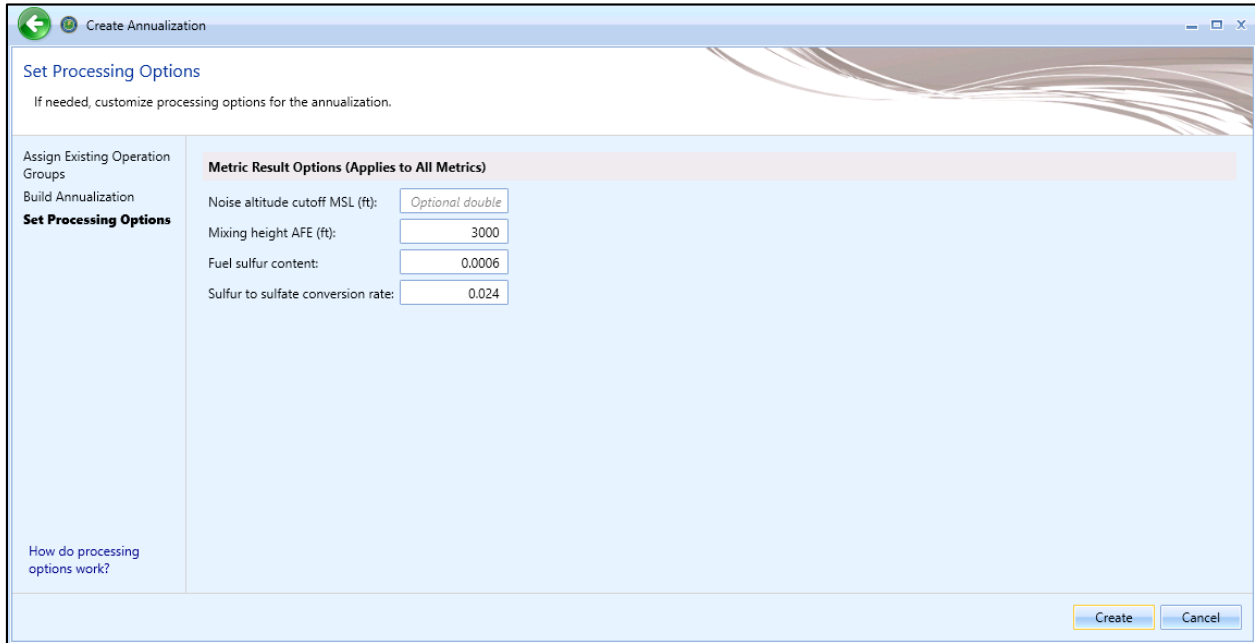 Create Annualization
Set Processing Options
If needed, customize processing options for the annualization.
Assign Existing Operation
Groups
Build Annualization
Set Processing Options
How do processing
options work?
Metric Result Options (Applies to All Metrics)
Noise altitude cutoff MSL (ft): Optional double
Mixing height AFE (ft): 3000
Fuel sulfur content: 0.0006
Sulfur to sulfate conversion rate: 0.024
Create Cancel